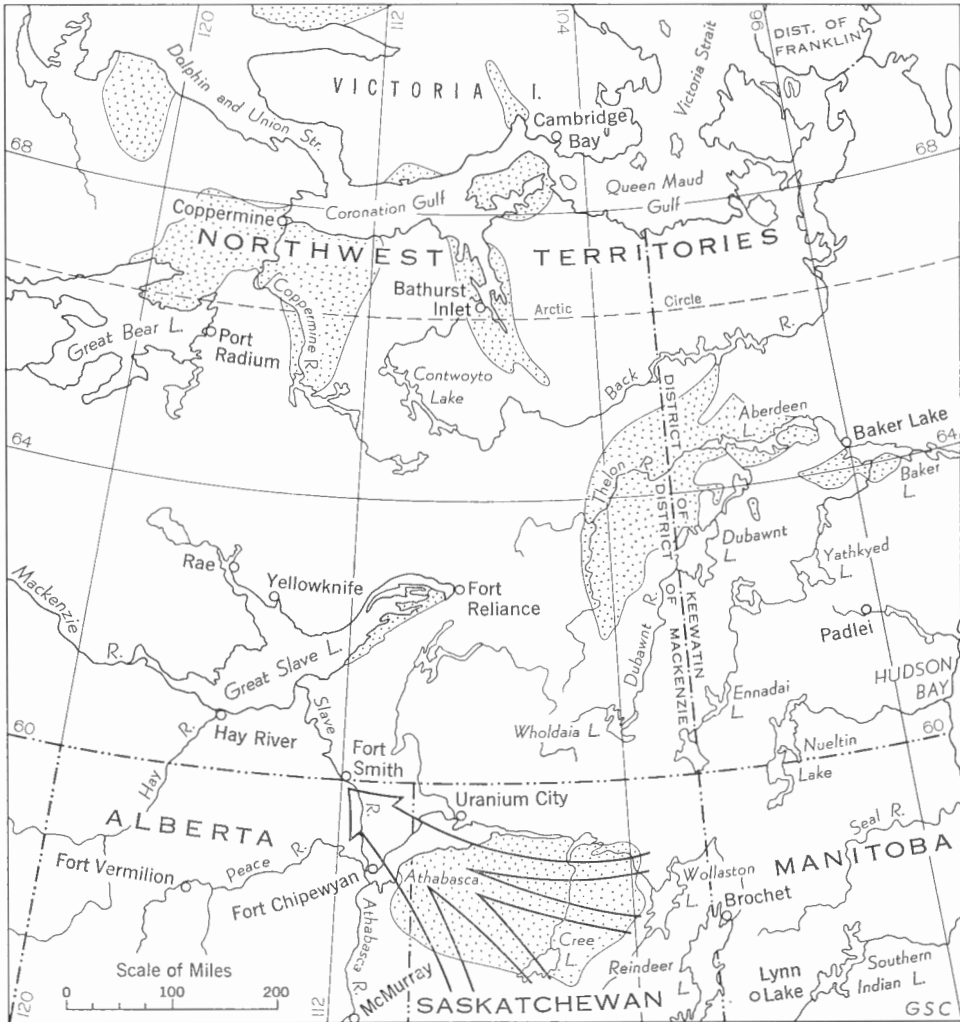 120
112
104
96
DIST. OF
FRANKLIN
Dolphin and Union Str.
VICTORIA I.
Victoria Strait
Cambridge
Bay
68
68
Queen Maud
Gulf
Coppermine
Coronation Gulf
NORTHWEST TERRITORIES
Bathurst
Inlet
Arctic Circle
Coppermine R.
Great Bear L.
Port
Radium
Contwoyto
Lake
Back R.
DISTRICT OF KEEWATIN
DISTRICT OF MACKENZIE
Aberdeen
L.
Baker Lake
64
64
Baker
L.
Thelon R.
Dubawnt
L.
Yathkyed
L.
Rae
Yellowknife
Fort
Reliance
Mackenzie R.
Padlei
Great Slave L.
Dubawnt R.
HUDSON
BAY
Ennadai
L.
Slave R.
Wholdaia L.
Hay River
60
60
Nueltin
Lake
Hay R.
Fort
Smith
Uranium City
ALBERTA
Seal R.
MANITOBA
Peace R.
Fort Vermilion
Fort Chipewyan
Athabasca
Wollaston
L.
Brochet
Athabasca R.
Cree
L.
Reindeer
L.
Southern
Indian L.
Lynn
Lake
Scale of Miles
0 100 200
McMurray
SASKATCHEWAN
120
112
GSC